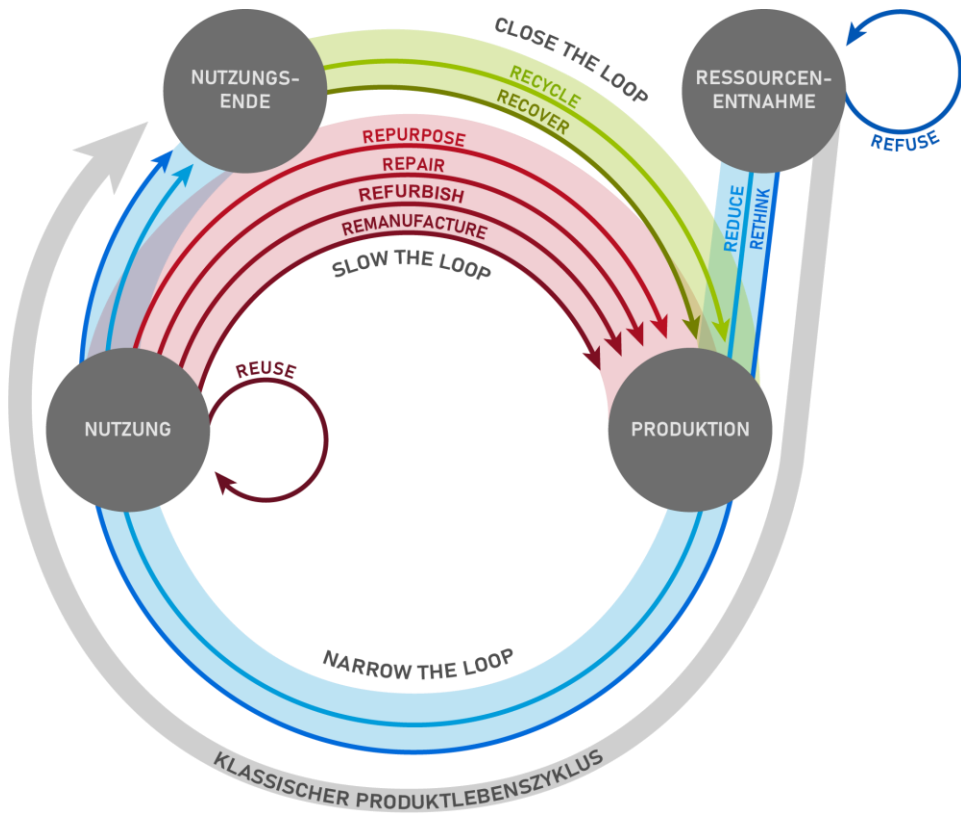 NUTZUNGS-
ENDE
CLOSE THE LOOP
RECYCLE
RECOVER
RESSOURCEN-
ENTNAHME
REFUSE
REPURPOSE
REPAIR
REFURBISH
REMANUFACTURE
SLOW THE LOOP
REDUCE
RETHINK
REUSE
NUTZUNG
PRODUKTION
NARROW THE LOOP
KLASSISCHER PRODUKTLEBENSZYKLUS